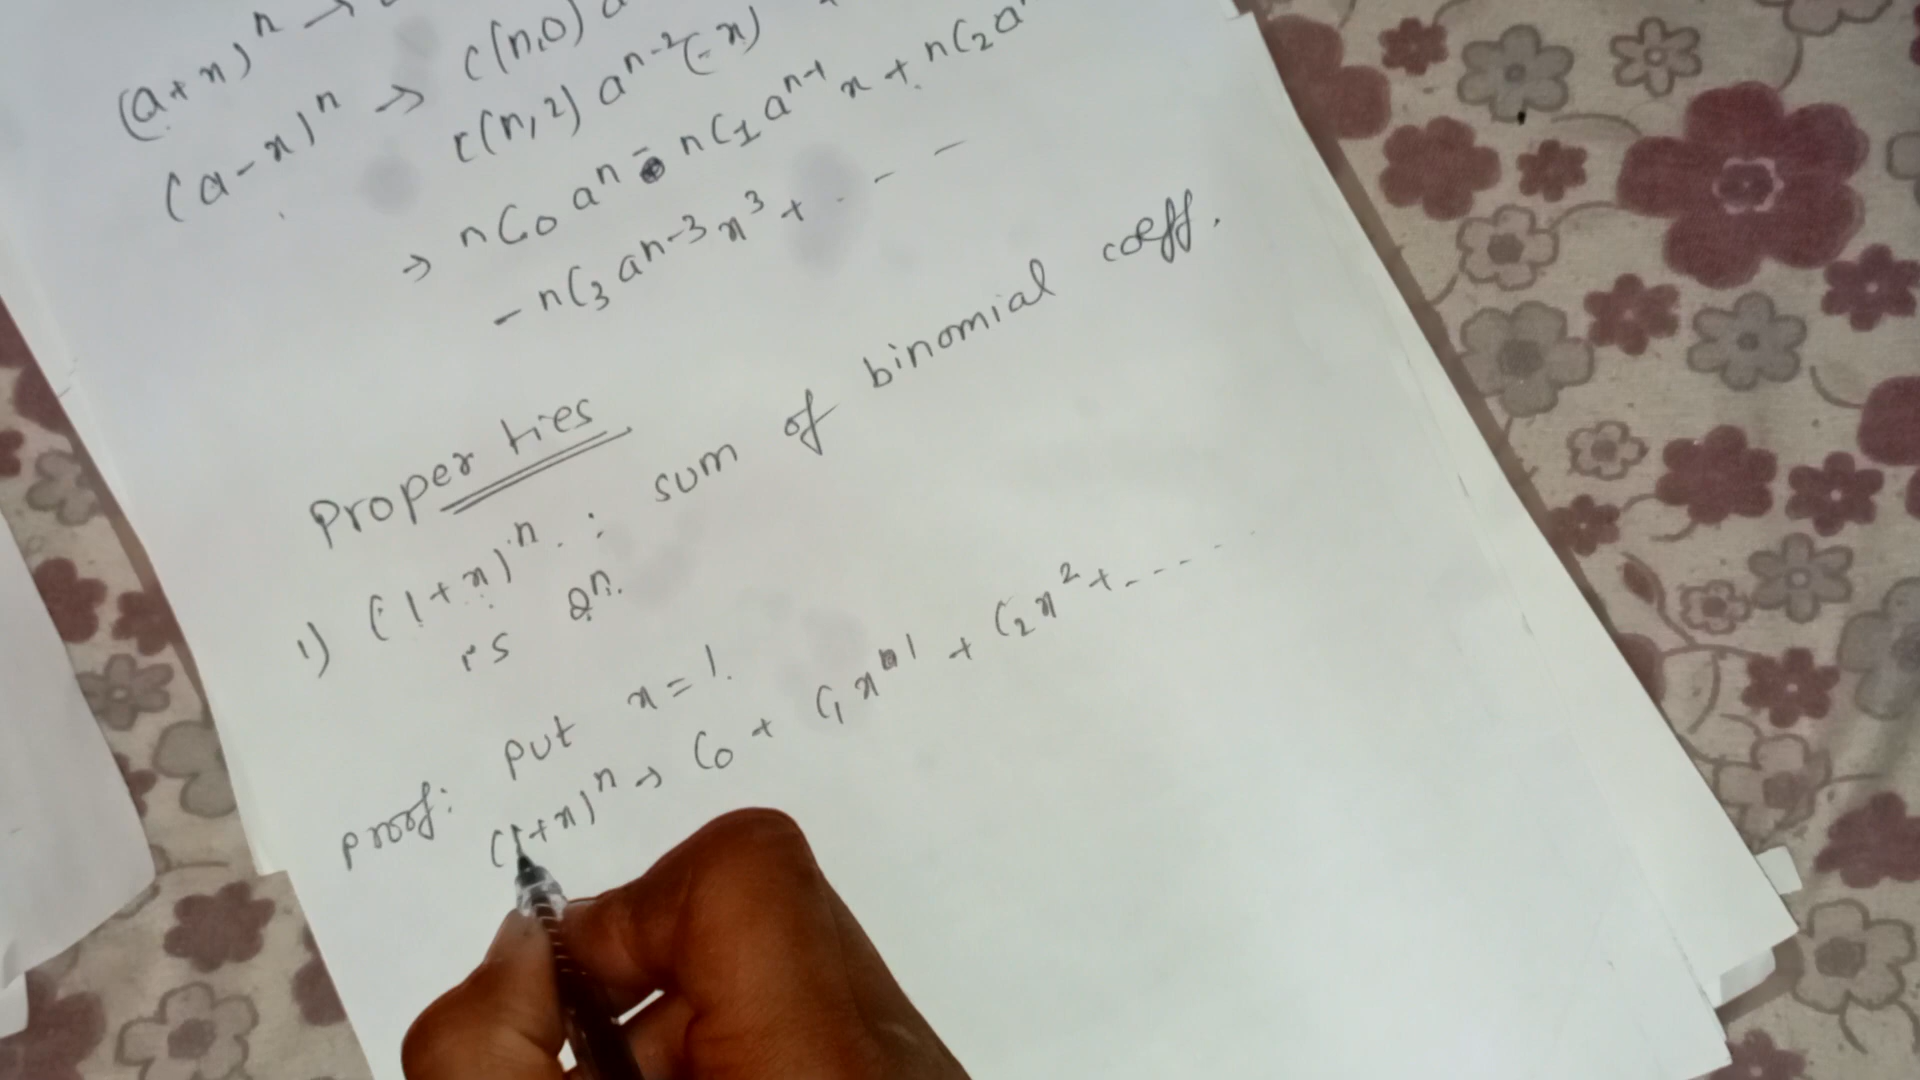 (a+x)^n →
(a-x)^n → C(n,0) a
C(n,2) a^n-2 (-x)
→ nC0 a^n - nC1 a^n-1 x + nC2 a
- nC3 a^n-3 x^3 + - - -
Properties
1) (1+x)^n : sum of binomial coeff.
is 2^n.
Proof: put x = 1.
(1+x)^n → C0 + C1 x^1 + C2 x^2 + - - - -